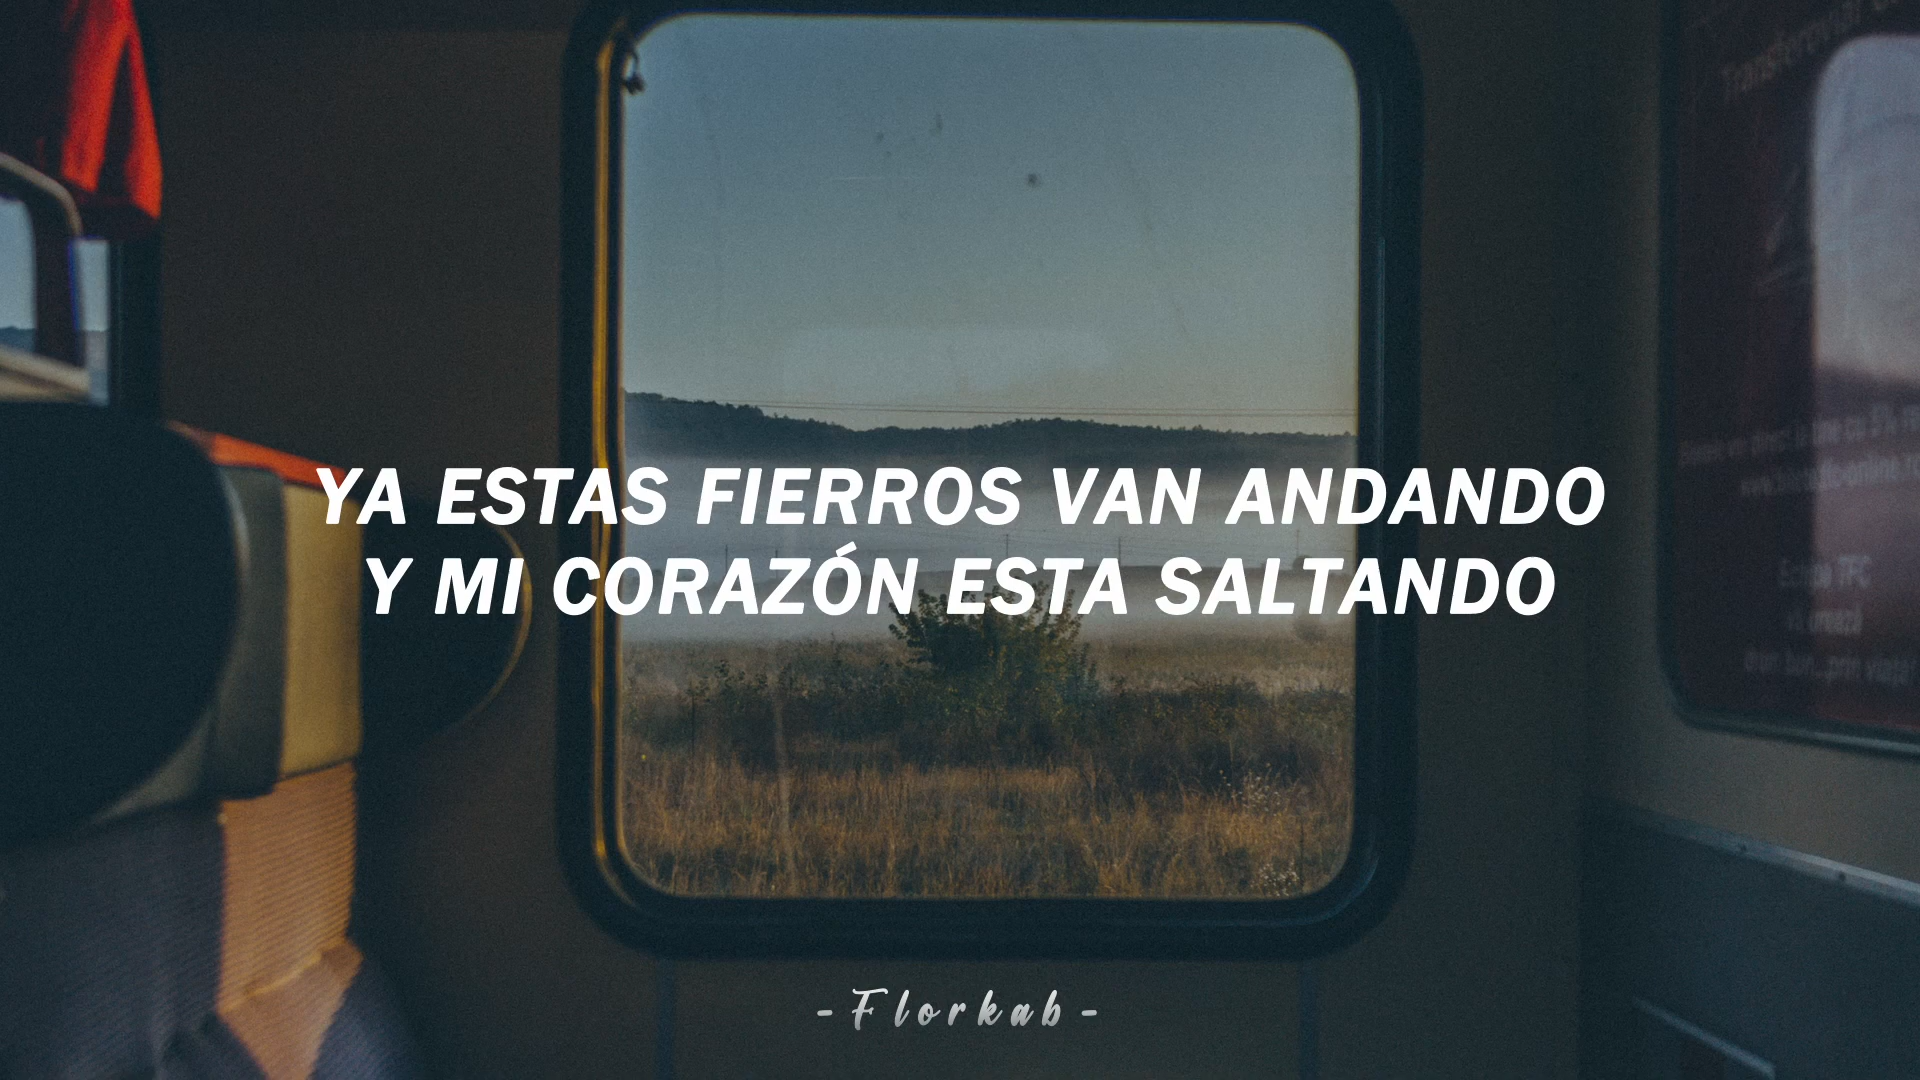 YA ESTAS FIERROS VAN ANDANDO
Y MI CORAZÓN ESTA SALTANDO
-Florkab-